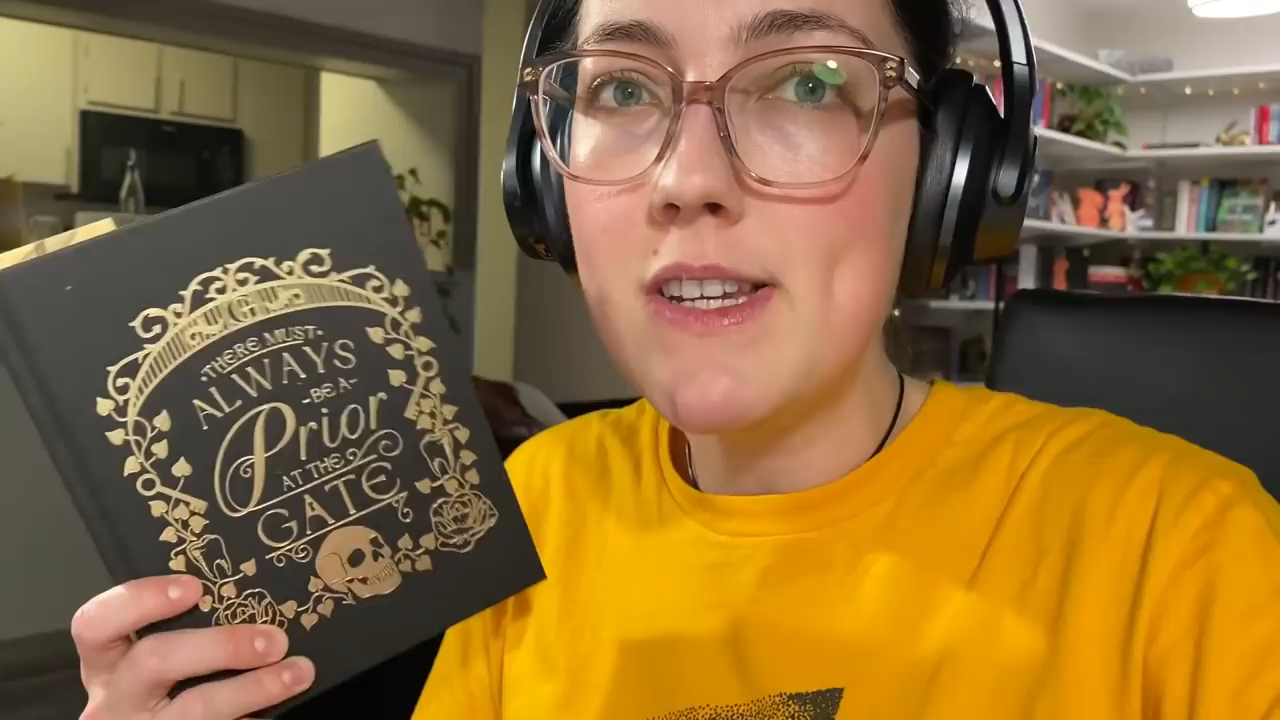 ·THERE MUST·
ALWAYS
-BE A-
Prior
AT THE
GATE